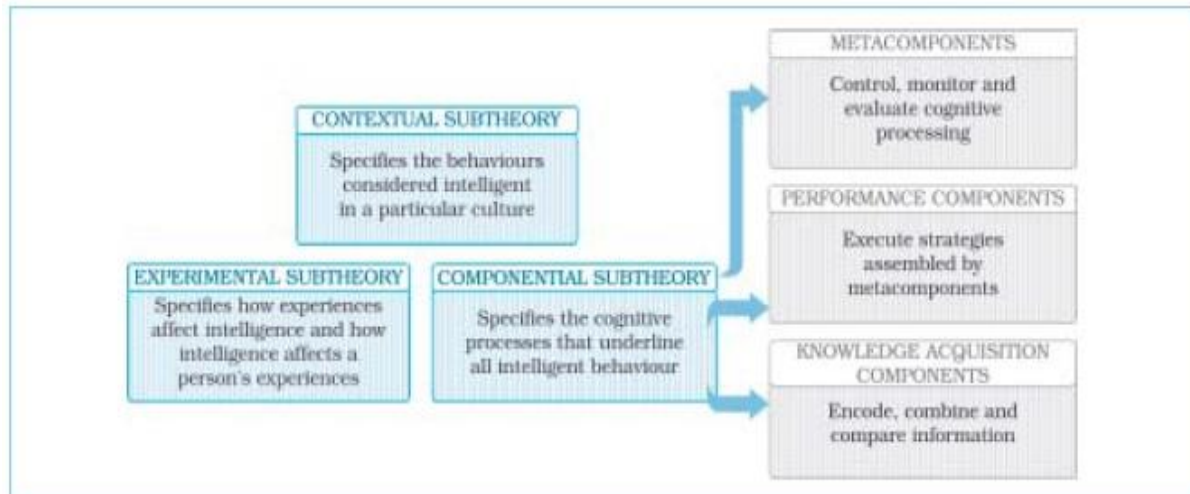 CONTEXTUAL SUBTHEORY
Specifies the behaviours
considered intelligent
in a particular culture
EXPERIMENTAL SUBTHEORY
Specifies how experiences
affect intelligence and how
intelligence affects a
person's experiences
COMPONENTIAL SUBTHEORY
Specifies the cognitive
processes that underline
all intelligent behaviour
METACOMPONENTS
Control, monitor and
evaluate cognitive
processing
PERFORMANCE COMPONENTS
Execute strategies
assembled by
metacomponents
KNOWLEDGE ACQUISITION
COMPONENTS
Encode, combine and
compare information